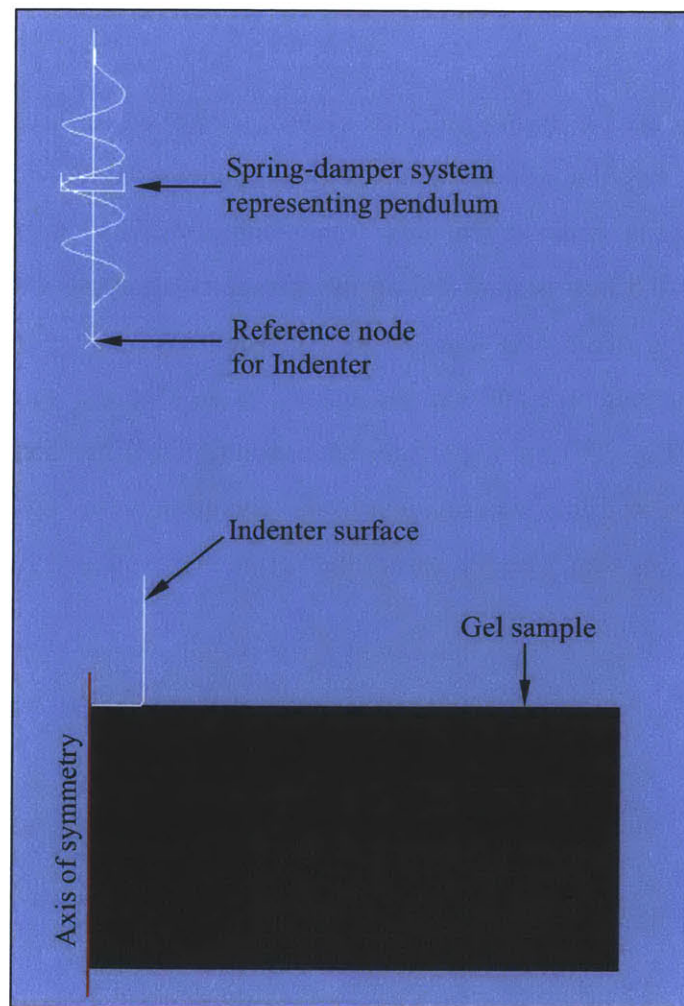 Spring-damper system
representing pendulum
Reference node
for Indenter
Indenter surface
Gel sample
Axis of symmetry